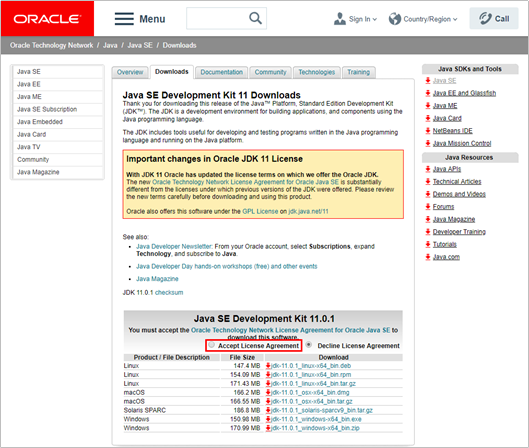 ORACLE
Menu
Sign In
Country/Region
Call
Oracle Technology Network / Java / Java SE / Downloads
Java SE
Java EE
Java ME
Java SE Subscription
Java Embedded
Java Card
Java TV
Community
Java Magazine
Overview Downloads Documentation Community Technologies Training
Java SE Development Kit 11 Downloads
Thank you for downloading this release of the Java™ Platform, Standard Edition Development Kit
(JDK™). The JDK is a development environment for building applications, and components using the
Java programming language.
The JDK includes tools useful for developing and testing programs written in the Java programming
language and running on the Java platform.
Important changes in Oracle JDK 11 License
With JDK 11 Oracle has updated the license terms on which we offer the Oracle JDK.
The new Oracle Technology Network License Agreement for Oracle Java SE is substantially
different from the licenses under which previous versions of the JDK were offered. Please review
the new terms carefully before downloading and using this product.
Oracle also offers this software under the GPL License on jdk.java.net/11
See also:
Java Developer Newsletter: From your Oracle account, select Subscriptions, expand
Technology, and subscribe to Java.
Java Developer Day hands-on workshops (free) and other events
Java Magazine
JDK 11.0.1 checksum
Java SE Development Kit 11.0.1
You must accept the Oracle Technology Network License Agreement for Oracle Java SE to
download this software.
Accept License Agreement Decline License Agreement
Product / File Description File Size Download
Linux 147.4 MB jdk-11.0.1_linux-x64_bin.deb
Linux 154.09 MB jdk-11.0.1_linux-x64_bin.rpm
Linux 171.43 MB jdk-11.0.1_linux-x64_bin.tar.gz
macOS 166.2 MB jdk-11.0.1_osx-x64_bin.dmg
macOS 166.55 MB jdk-11.0.1_osx-x64_bin.tar.gz
Solaris SPARC 186.8 MB jdk-11.0.1_solaris-sparcv9_bin.tar.gz
Windows 150.98 MB jdk-11.0.1_windows-x64_bin.exe
Windows 170.99 MB jdk-11.0.1_windows-x64_bin.zip
Java SDKs and Tools
Java SE
Java EE and Glassfish
Java ME
Java Card
NetBeans IDE
Java Mission Control
Java Resources
Java APIs
Technical Articles
Demos and Videos
Forums
Java Magazine
Developer Training
Tutorials
Java.com